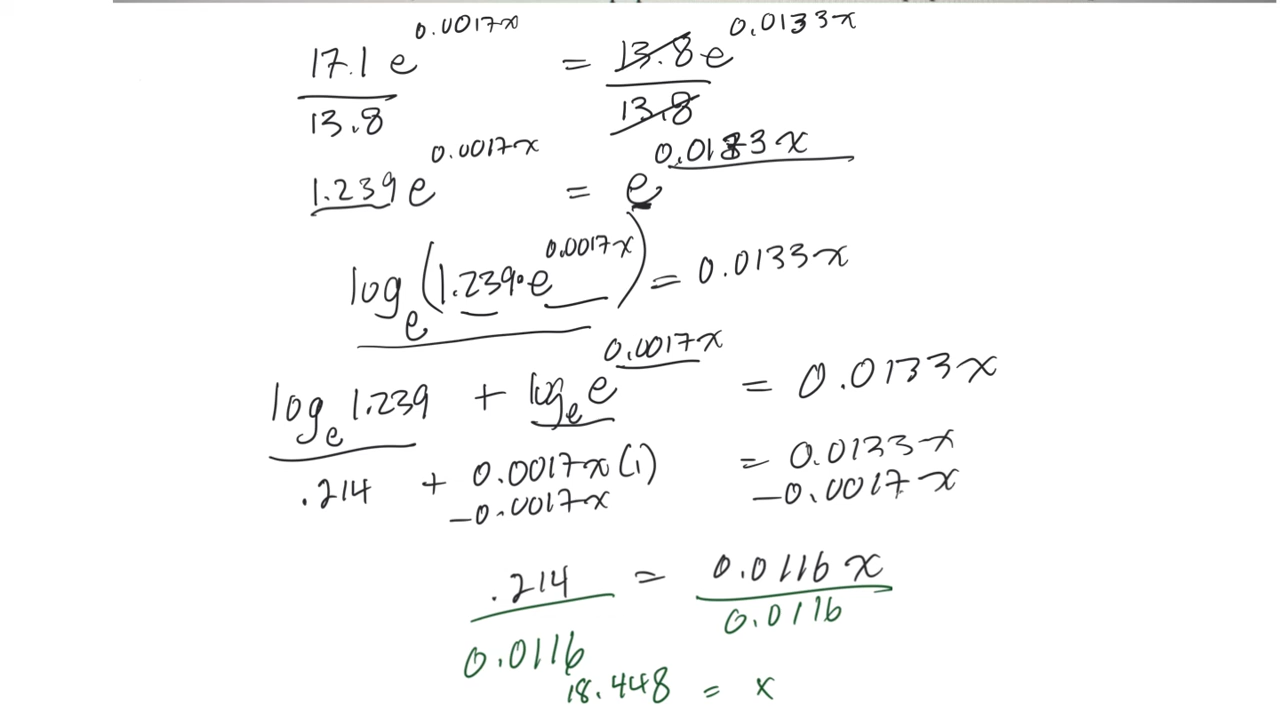 17.1 e^0.0017x = 13.8 e^0.0133x
13.8 13.8
1.239 e^0.0017x = e^0.0133x
log_e (1.239 · e^0.0017x) = 0.0133x
log_e 1.239 + log_e e^0.0017x = 0.0133x
.214 + 0.0017x (1) = 0.0133x
-0.0017x -0.0017x
.214 = 0.0116 x
0.0116 0.0116
18.448 = x